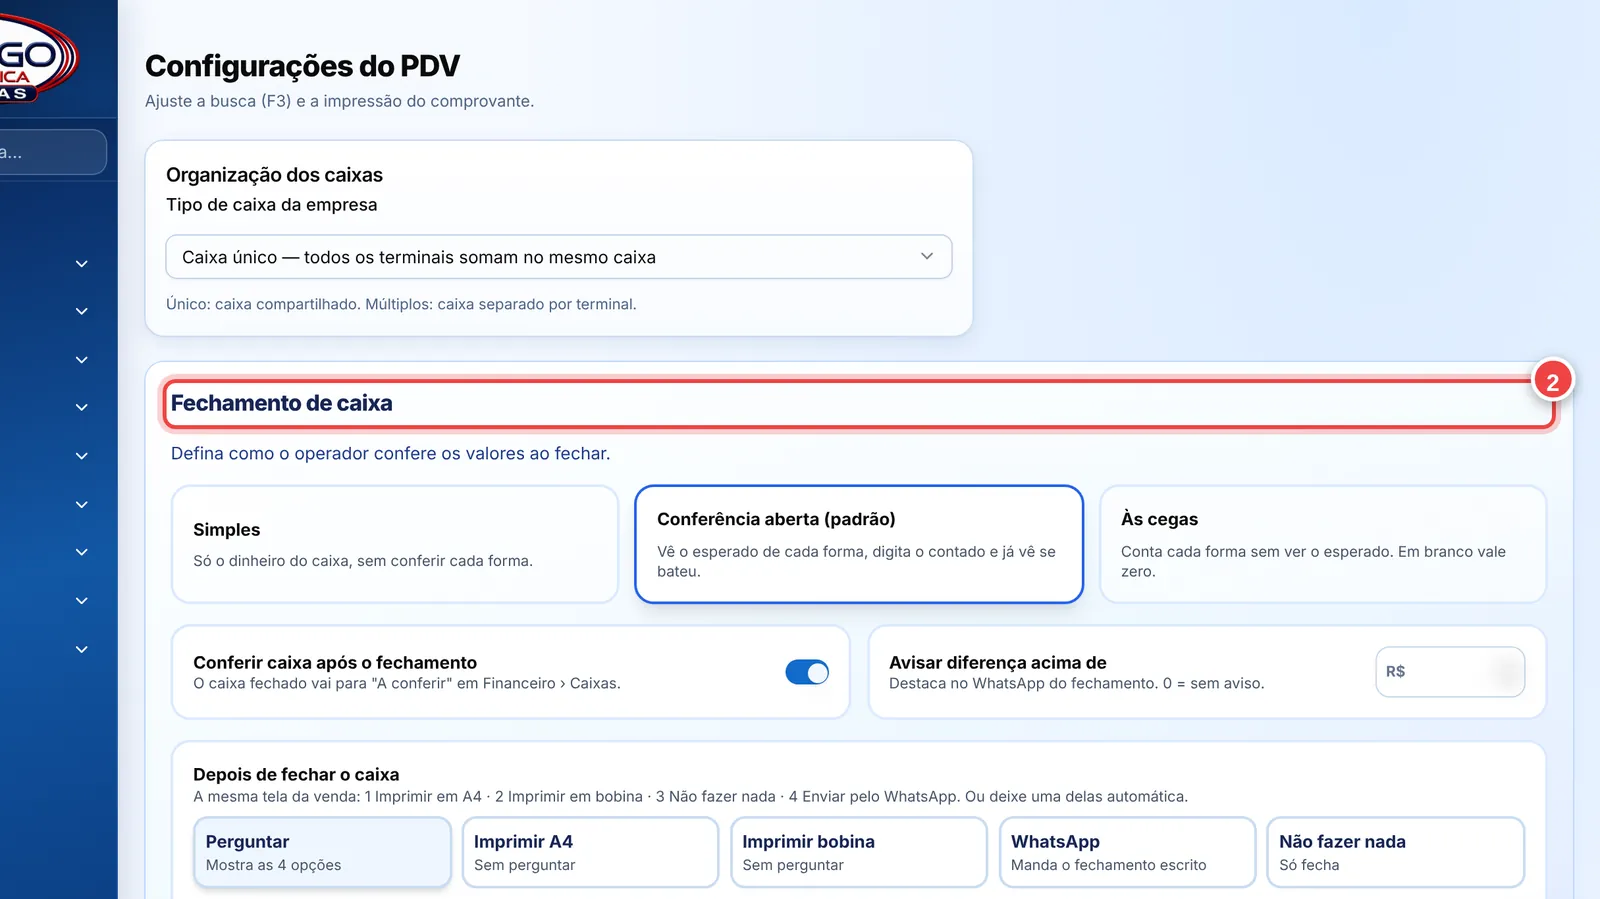 GO
ICA
AS
a...
Configurações do PDV
Ajuste a busca (F3) e a impressão do comprovante.
Organização dos caixas
Tipo de caixa da empresa
Caixa único — todos os terminais somam no mesmo caixa
Único: caixa compartilhado. Múltiplos: caixa separado por terminal.
2
Fechamento de caixa
Defina como o operador confere os valores ao fechar.
Simples
Só o dinheiro do caixa, sem conferir cada forma.
Conferência aberta (padrão)
Vê o esperado de cada forma, digita o contado e já vê se
bateu.
Às cegas
Conta cada forma sem ver o esperado. Em branco vale
zero.
Conferir caixa após o fechamento
O caixa fechado vai para "A conferir" em Financeiro › Caixas.
Avisar diferença acima de
Destaca no WhatsApp do fechamento. 0 = sem aviso.
R$
Depois de fechar o caixa
A mesma tela da venda: 1 Imprimir em A4 · 2 Imprimir em bobina · 3 Não fazer nada · 4 Enviar pelo WhatsApp. Ou deixe uma delas automática.
Perguntar
Mostra as 4 opções
Imprimir A4
Sem perguntar
Imprimir bobina
Sem perguntar
WhatsApp
Manda o fechamento escrito
Não fazer nada
Só fecha